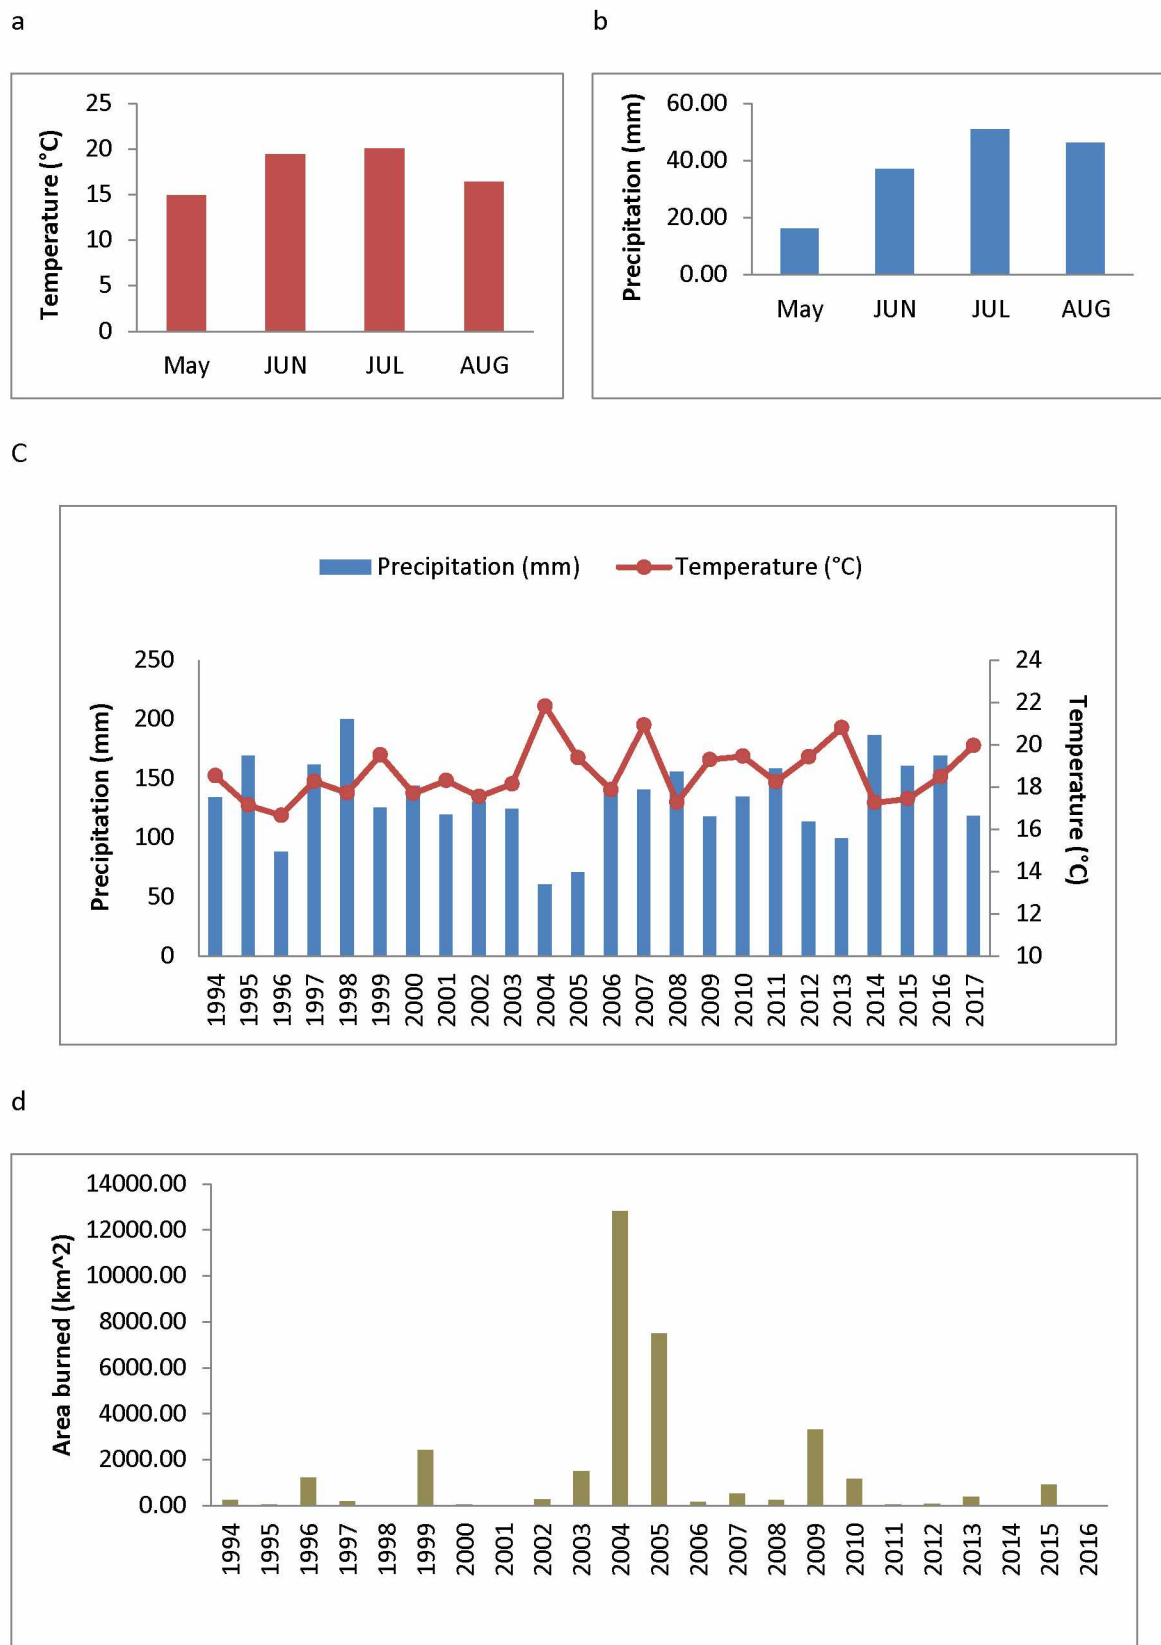 a
b
25
20
15
10
5
0
Temperature (°C)
May JUN JUL AUG
60.00
40.00
20.00
0.00
Precipitation (mm)
May JUN JUL AUG
C
Precipitation (mm) Temperature (°C)
250
200
150
100
50
0
Precipitation (mm)
24
22
20
18
16
14
12
10
Temperature (°C)
1994 1995 1996 1997 1998 1999 2000 2001 2002 2003 2004 2005 2006 2007 2008 2009 2010 2011 2012 2013 2014 2015 2016 2017
d
14000.00
12000.00
10000.00
8000.00
6000.00
4000.00
2000.00
0.00
Area burned (km^2)
1994 1995 1996 1997 1998 1999 2000 2001 2002 2003 2004 2005 2006 2007 2008 2009 2010 2011 2012 2013 2014 2015 2016